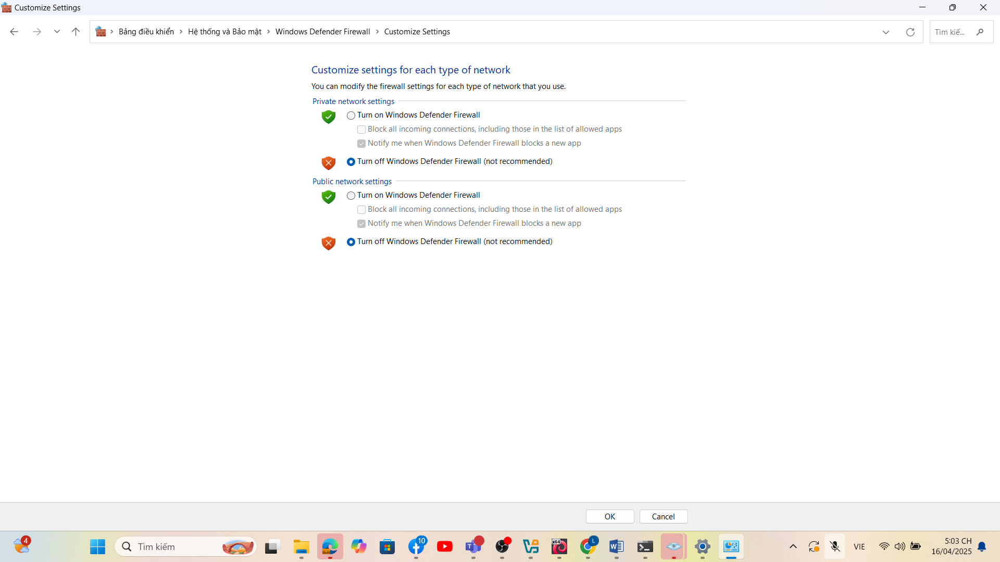 Customize Settings
Bảng điều khiển > Hệ thống và Bảo mật > Windows Defender Firewall > Customize Settings
Tìm kiế...
Customize settings for each type of network
You can modify the firewall settings for each type of network that you use.
Private network settings
Turn on Windows Defender Firewall
Block all incoming connections, including those in the list of allowed apps
Notify me when Windows Defender Firewall blocks a new app
Turn off Windows Defender Firewall (not recommended)
Public network settings
Turn on Windows Defender Firewall
Block all incoming connections, including those in the list of allowed apps
Notify me when Windows Defender Firewall blocks a new app
Turn off Windows Defender Firewall (not recommended)
OK
Cancel
4
Tìm kiếm
10
x64
L
VIE
5:03 CH
16/04/2025